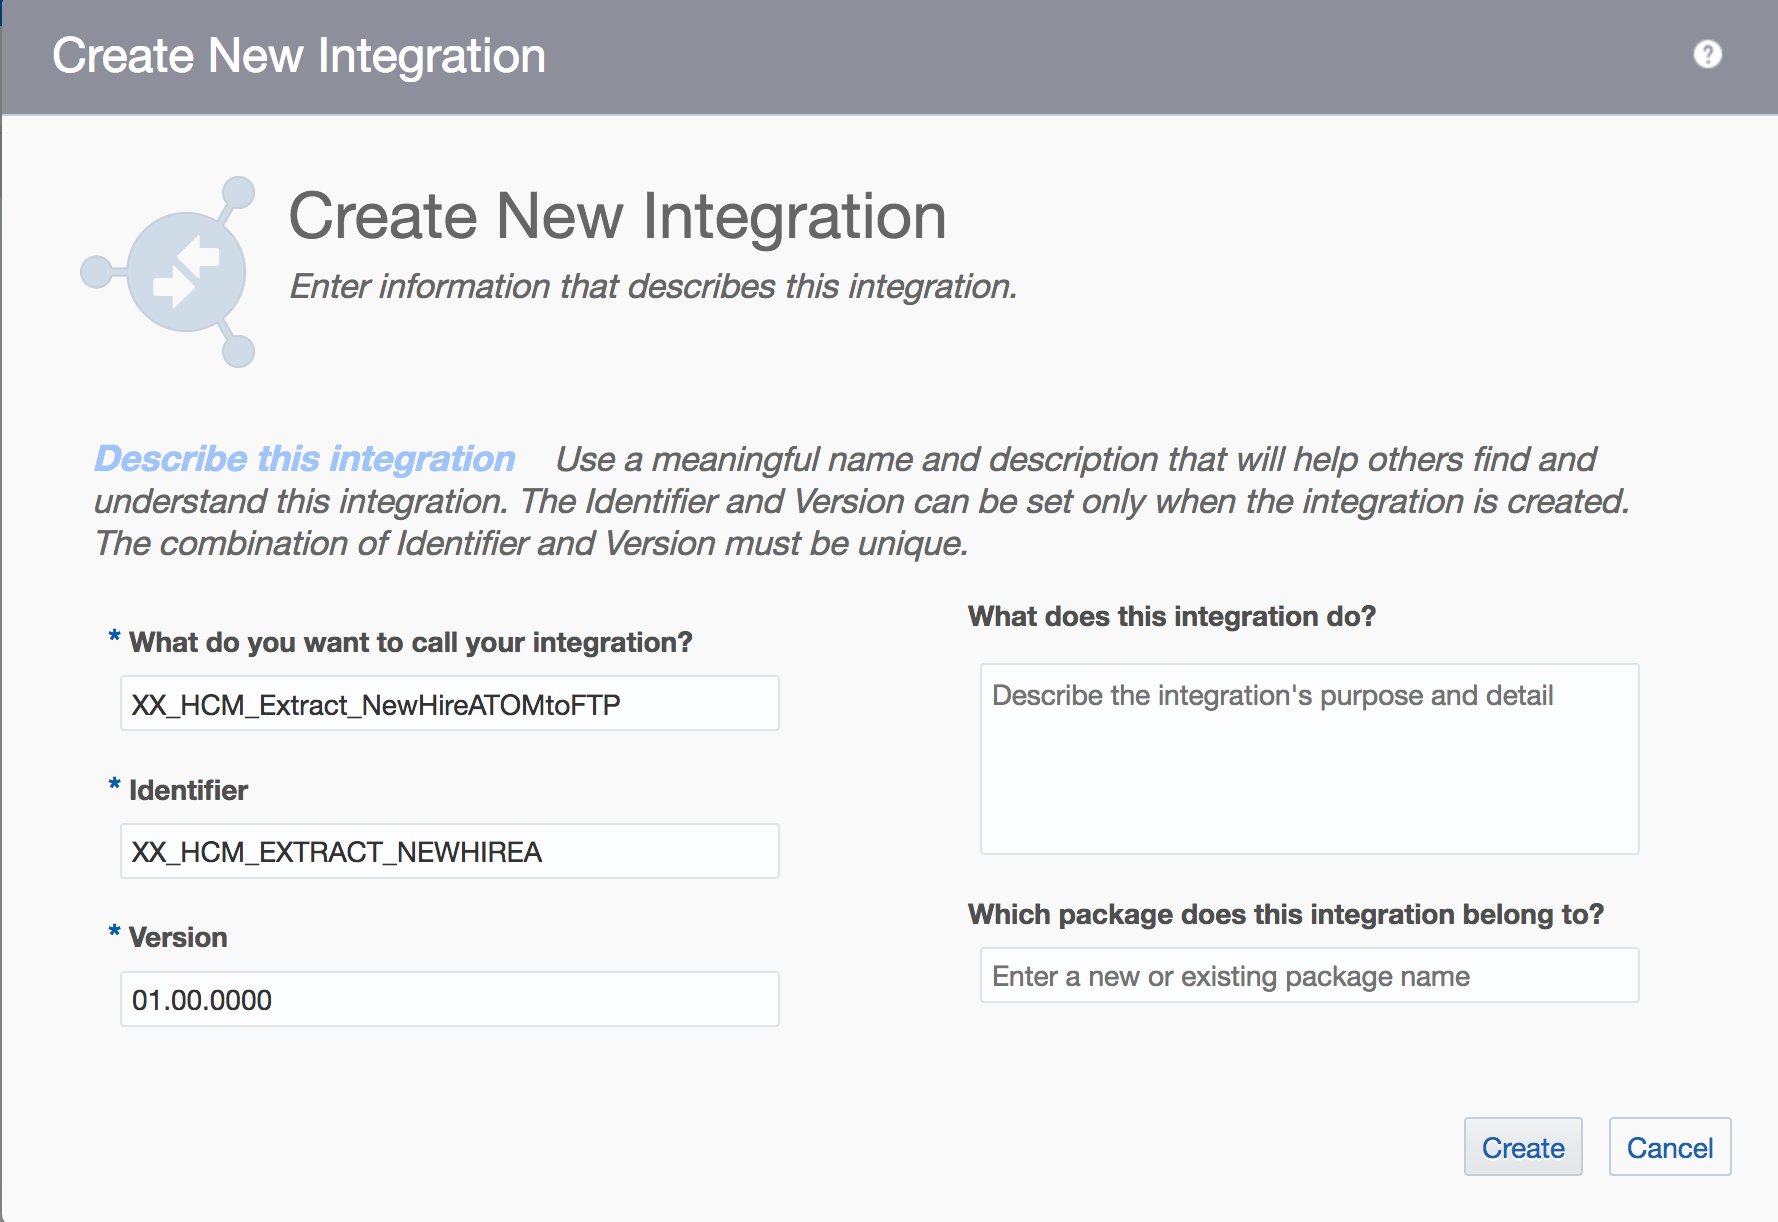 Create New Integration
?
Create New Integration
Enter information that describes this integration.
Describe this integration Use a meaningful name and description that will help others find and
understand this integration. The Identifier and Version can be set only when the integration is created.
The combination of Identifier and Version must be unique.
* What do you want to call your integration?
XX_HCM_Extract_NewHireATOMtoFTP
* Identifier
XX_HCM_EXTRACT_NEWHIREA
* Version
01.00.0000
What does this integration do?
Describe the integration's purpose and detail
Which package does this integration belong to?
Enter a new or existing package name
Create
Cancel